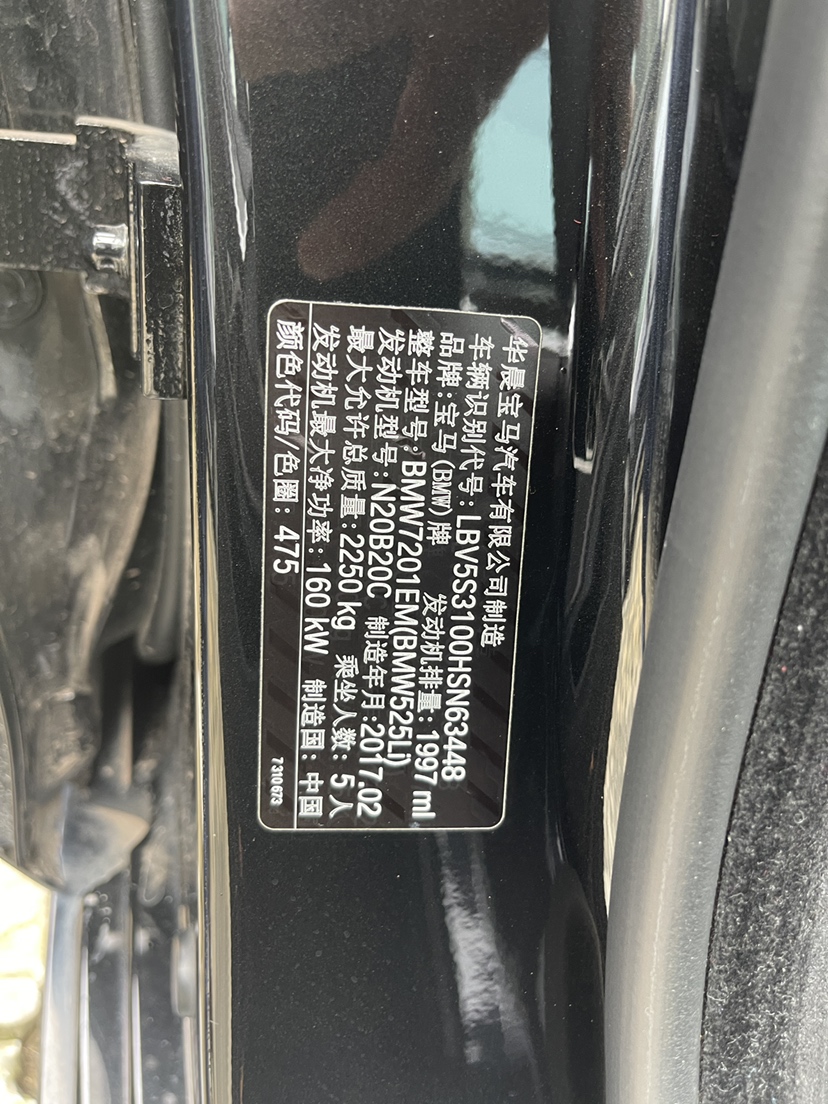 华晨宝马汽车有限公司制造
车辆识别代号：LBV5S3100HSN63448
品牌：宝马(BMW)牌 发动机排量：1997 ml
整车型号：BMW7201EM(BMW525Li)
发动机型号：N20B20C 制造年月：2017.02
最大允许总质量：2250 kg 乘坐人数：5人
发动机最大净功率：160 kW 制造国：中国
颜色代码/色圈：475 7 310 673